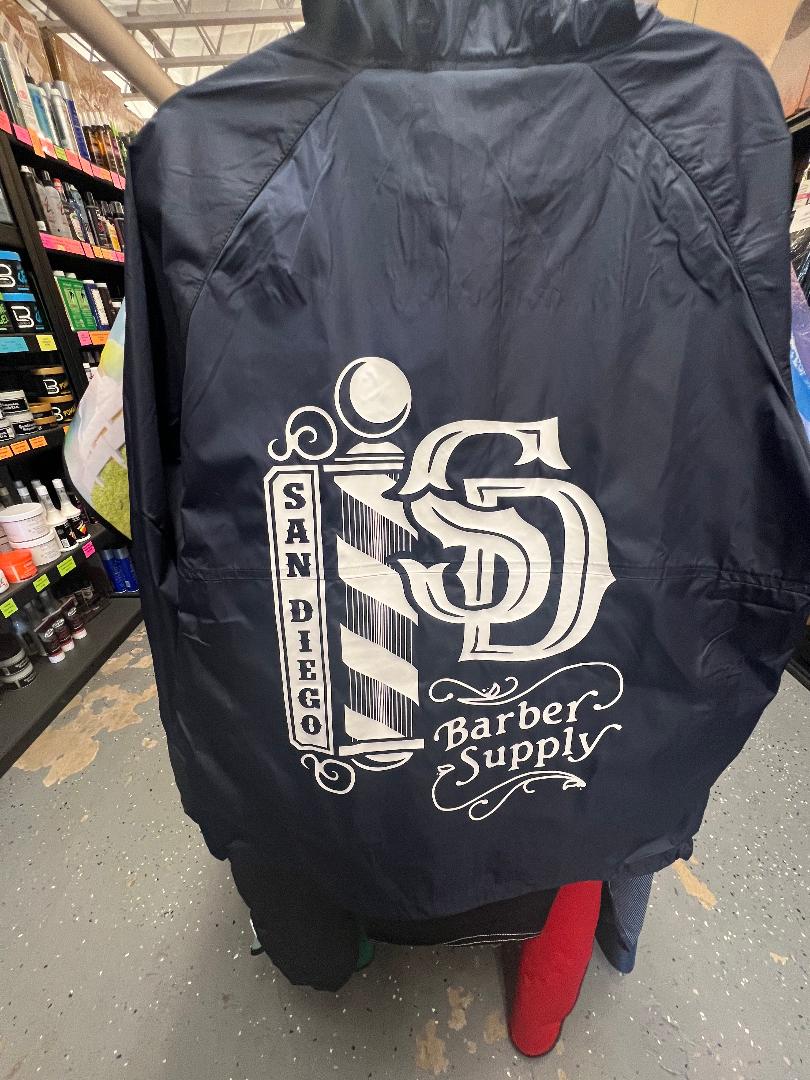 SAN DIEGO
SD
Barber
Supply